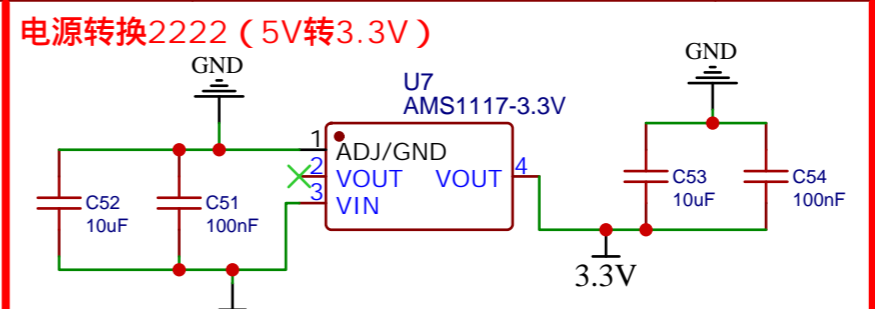 电源转换2222（5V转3.3V）
GND
U7
AMS1117-3.3V
GND
1
ADJ/GND
2
VOUT
VOUT
4
3
VIN
C52
10uF
C51
100nF
C53
10uF
C54
100nF
3.3V